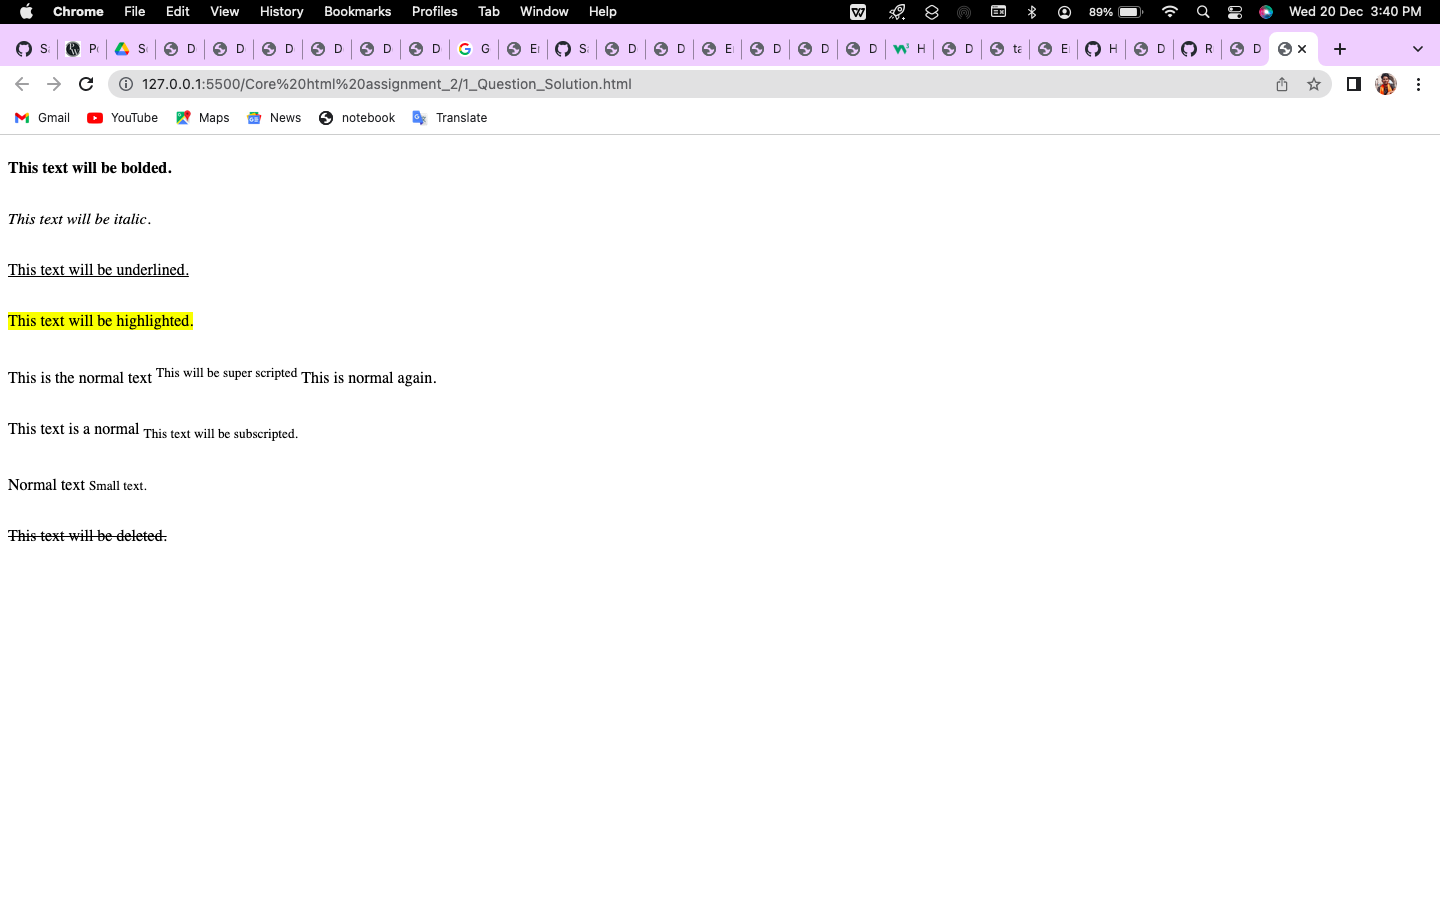 Chrome File Edit View History Bookmarks Profiles Tab Window Help 89% Wed 20 Dec 3:40 PM
S D D D D D D G E S D D E D D D H D ta E H D R D
127.0.0.1:5500/Core%20html%20assignment_2/1_Question_Solution.html
Gmail YouTube Maps News notebook Translate
This text will be bolded.
This text will be italic.
This text will be underlined.
This text will be highlighted.
This is the normal text This will be super scripted This is normal again.
This text is a normal This text will be subscripted.
Normal text Small text.
This text will be deleted.